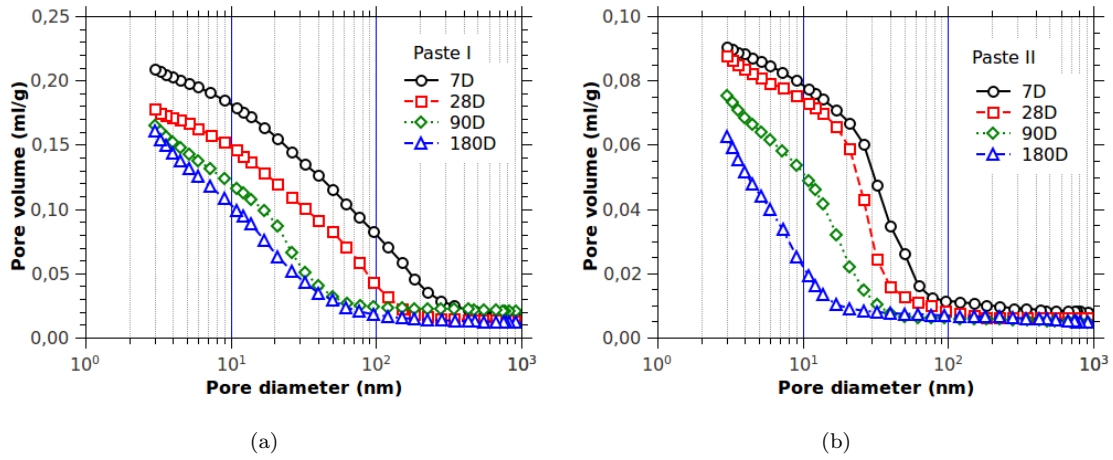 0,25
0,20
0,15
0,10
0,05
0,00
Pore volume (ml/g)
Paste I
7D
28D
90D
180D
10⁰
10¹
10²
10³
Pore diameter (nm)
(a)
0,10
0,08
0,06
0,04
0,02
0,00
Pore volume (ml/g)
Paste II
7D
28D
90D
180D
10⁰
10¹
10²
10³
Pore diameter (nm)
(b)